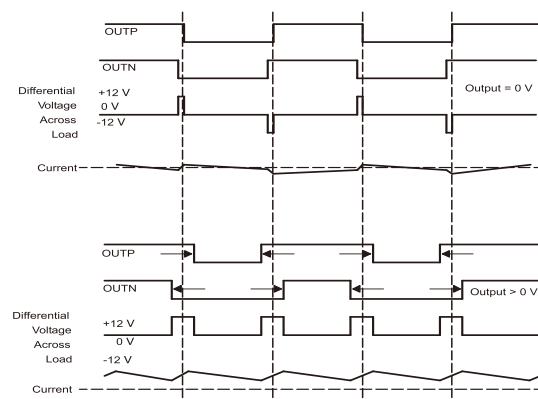 OUTP
OUTN
Output = 0 V
Differential
Voltage
Across
Load
+12 V
0 V
-12 V
Current
OUTP
OUTN
Output > 0 V
Differential
Voltage
Across
Load
+12 V
0 V
-12 V
Current